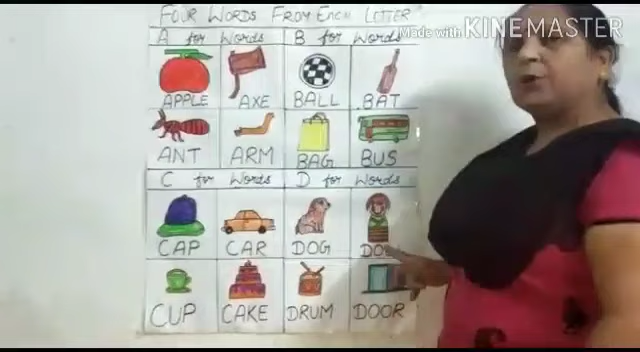 FOUR WORDS FROM EACH LETTER
Made with KINEMASTER
A for Words B for Words
APPLE AXE BALL BAT
ANT ARM BAG BUS
C for Words D for Words
CAP CAR DOG
CUP CAKE DRUM DOOR